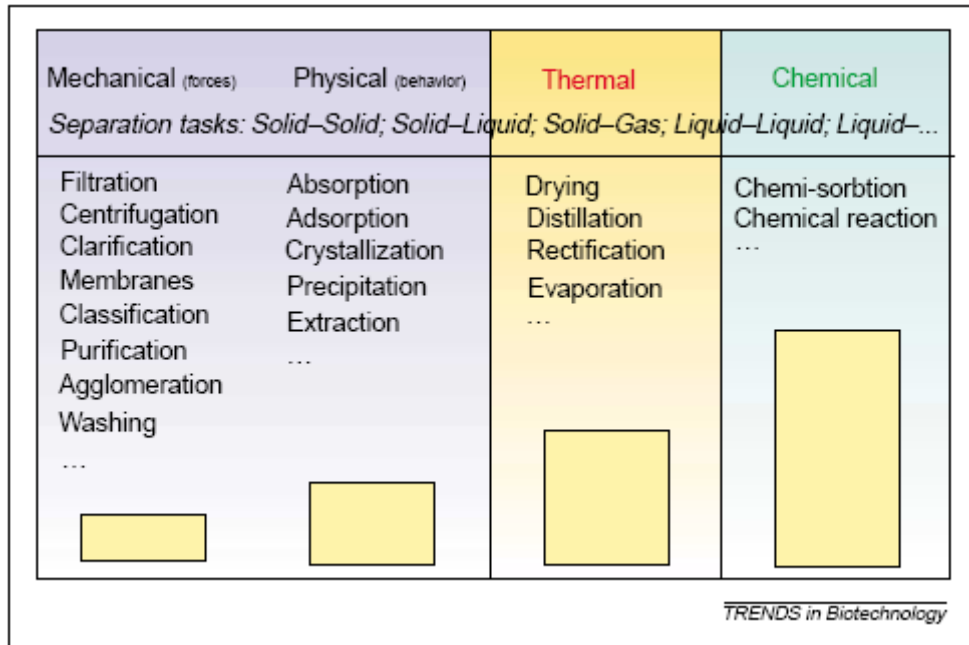 Mechanical (forces) Physical (behavior) Thermal Chemical
Separation tasks: Solid–Solid; Solid–Liquid; Solid–Gas; Liquid–Liquid; Liquid–...
Filtration
Centrifugation
Clarification
Membranes
Classification
Purification
Agglomeration
Washing
...
Absorption
Adsorption
Crystallization
Precipitation
Extraction
...
Drying
Distillation
Rectification
Evaporation
...
Chemi-sorbtion
Chemical reaction
...
TRENDS in Biotechnology